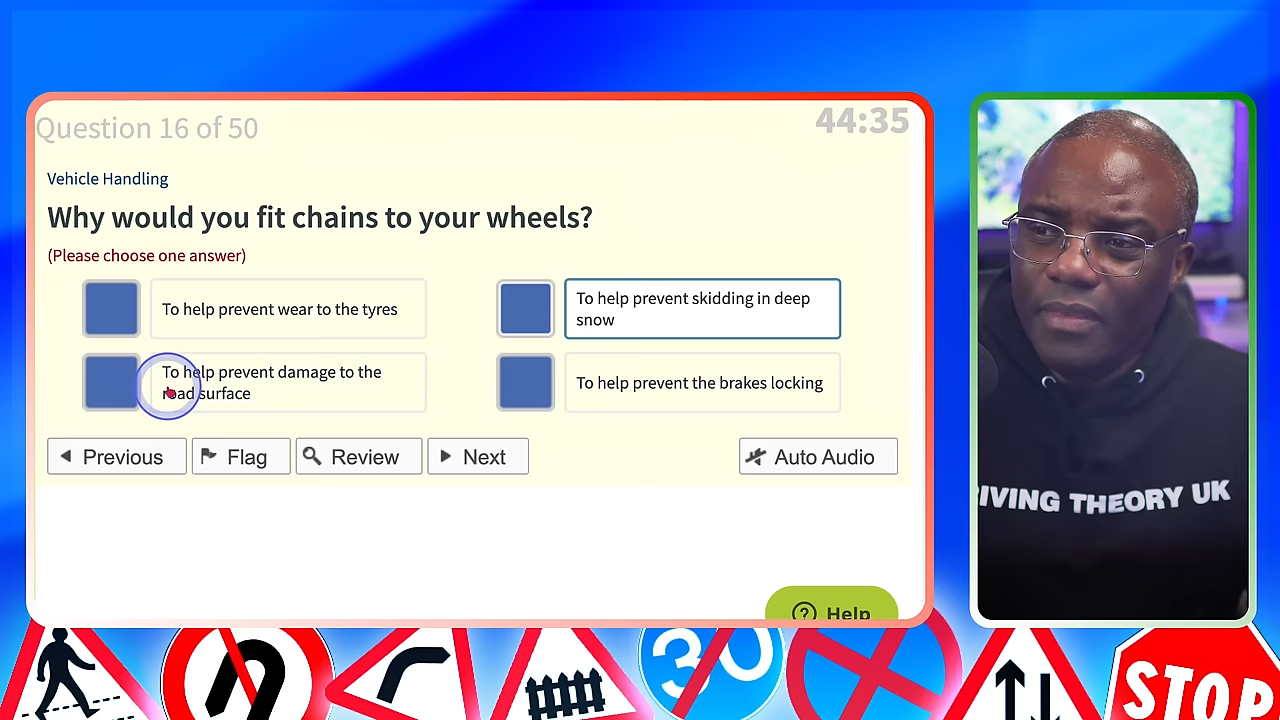 Question 16 of 50
44:35
Vehicle Handling
Why would you fit chains to your wheels?
(Please choose one answer)
To help prevent wear to the tyres
To help prevent skidding in deep
snow
To help prevent damage to the
road surface
To help prevent the brakes locking
Previous
Flag
Review
Next
Auto Audio
? Help
RIVING THEORY UK
30
STOP